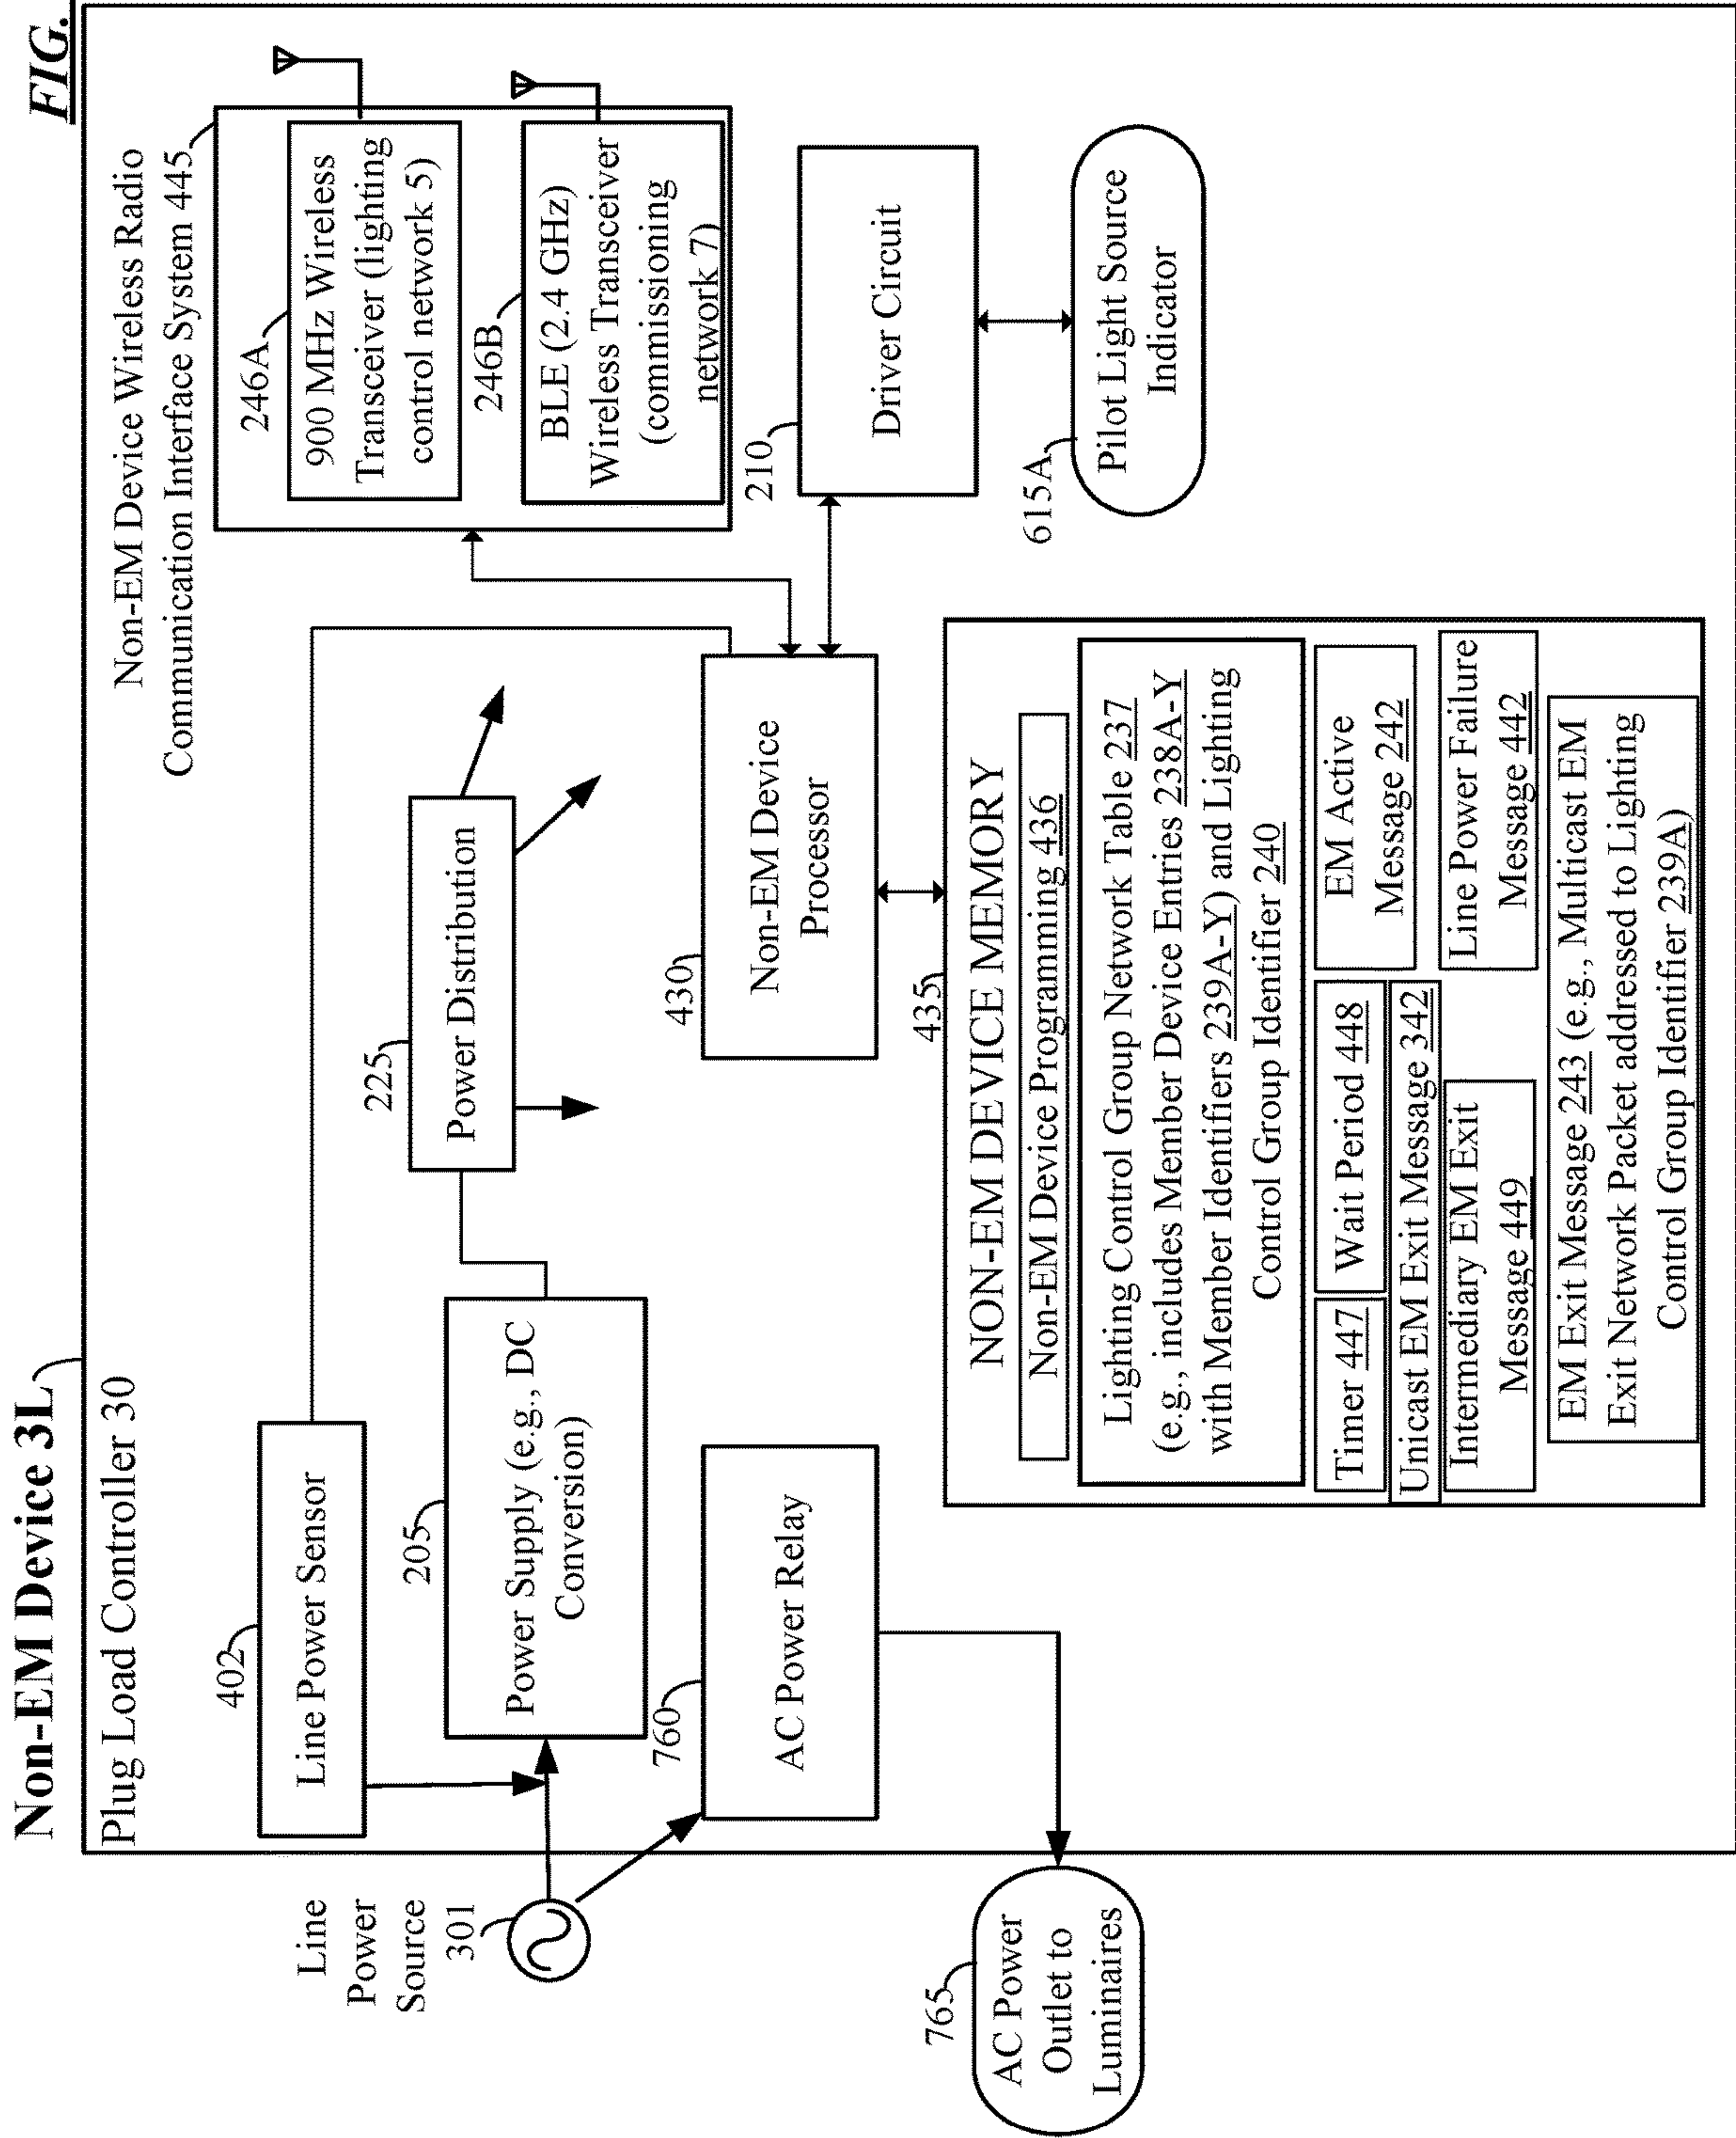 FIG.
Non-EM Device 3L
Plug Load Controller 30
Non-EM Device Wireless Radio
Communication Interface System 445
246A
900 MHz Wireless
Transceiver (lighting
control network 5)
246B
BLE (2.4 GHz)
Wireless Transceiver
(commissioning
network 7)
402
Line Power Sensor
225
Power Distribution
205
Power Supply (e.g., DC
Conversion)
Line
Power
Source
301
760
AC Power Relay
765
AC Power
Outlet to
Luminaires
430
Non-EM Device
Processor
210
Driver Circuit
615A
Pilot Light Source
Indicator
435
NON-EM DEVICE MEMORY
Non-EM Device Programming 436
Lighting Control Group Network Table 237
(e.g., includes Member Device Entries 238A-Y
with Member Identifiers 239A-Y) and Lighting
Control Group Identifier 240
Timer 447
Wait Period 448
EM Active
Message 242
Unicast EM Exit Message 342
Intermediary EM Exit
Message 449
Line Power Failure
Message 442
EM Exit Message 243 (e.g., Multicast EM
Exit Network Packet addressed to Lighting
Control Group Identifier 239A)